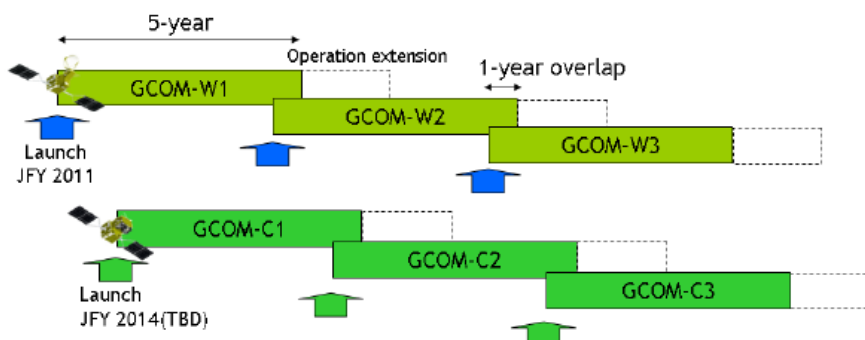 5-year
Operation extension
1-year overlap
GCOM-W1
GCOM-W2
GCOM-W3
Launch
JFY 2011
GCOM-C1
GCOM-C2
GCOM-C3
Launch
JFY 2014(TBD)